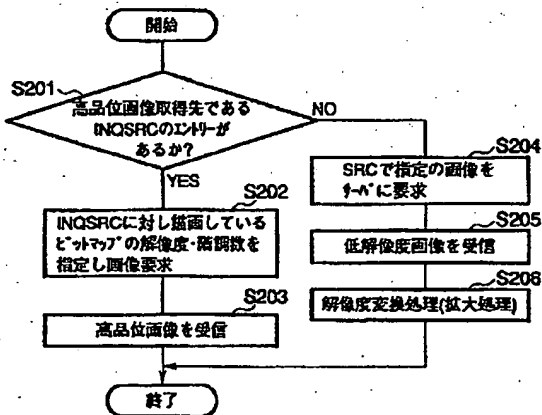 開始
S201
高品位画像取得先である
INQSRCのエントリーが
あるか?
NO
YES
S202
INQSRCに対し描画している
ビットマップの解像度・階調数を
指定し画像要求
S203
高品位画像を受信
S204
SRCで指定の画像を
サーバに要求
S205
低解像度画像を受信
S206
解像度変換処理(拡大処理)
終了